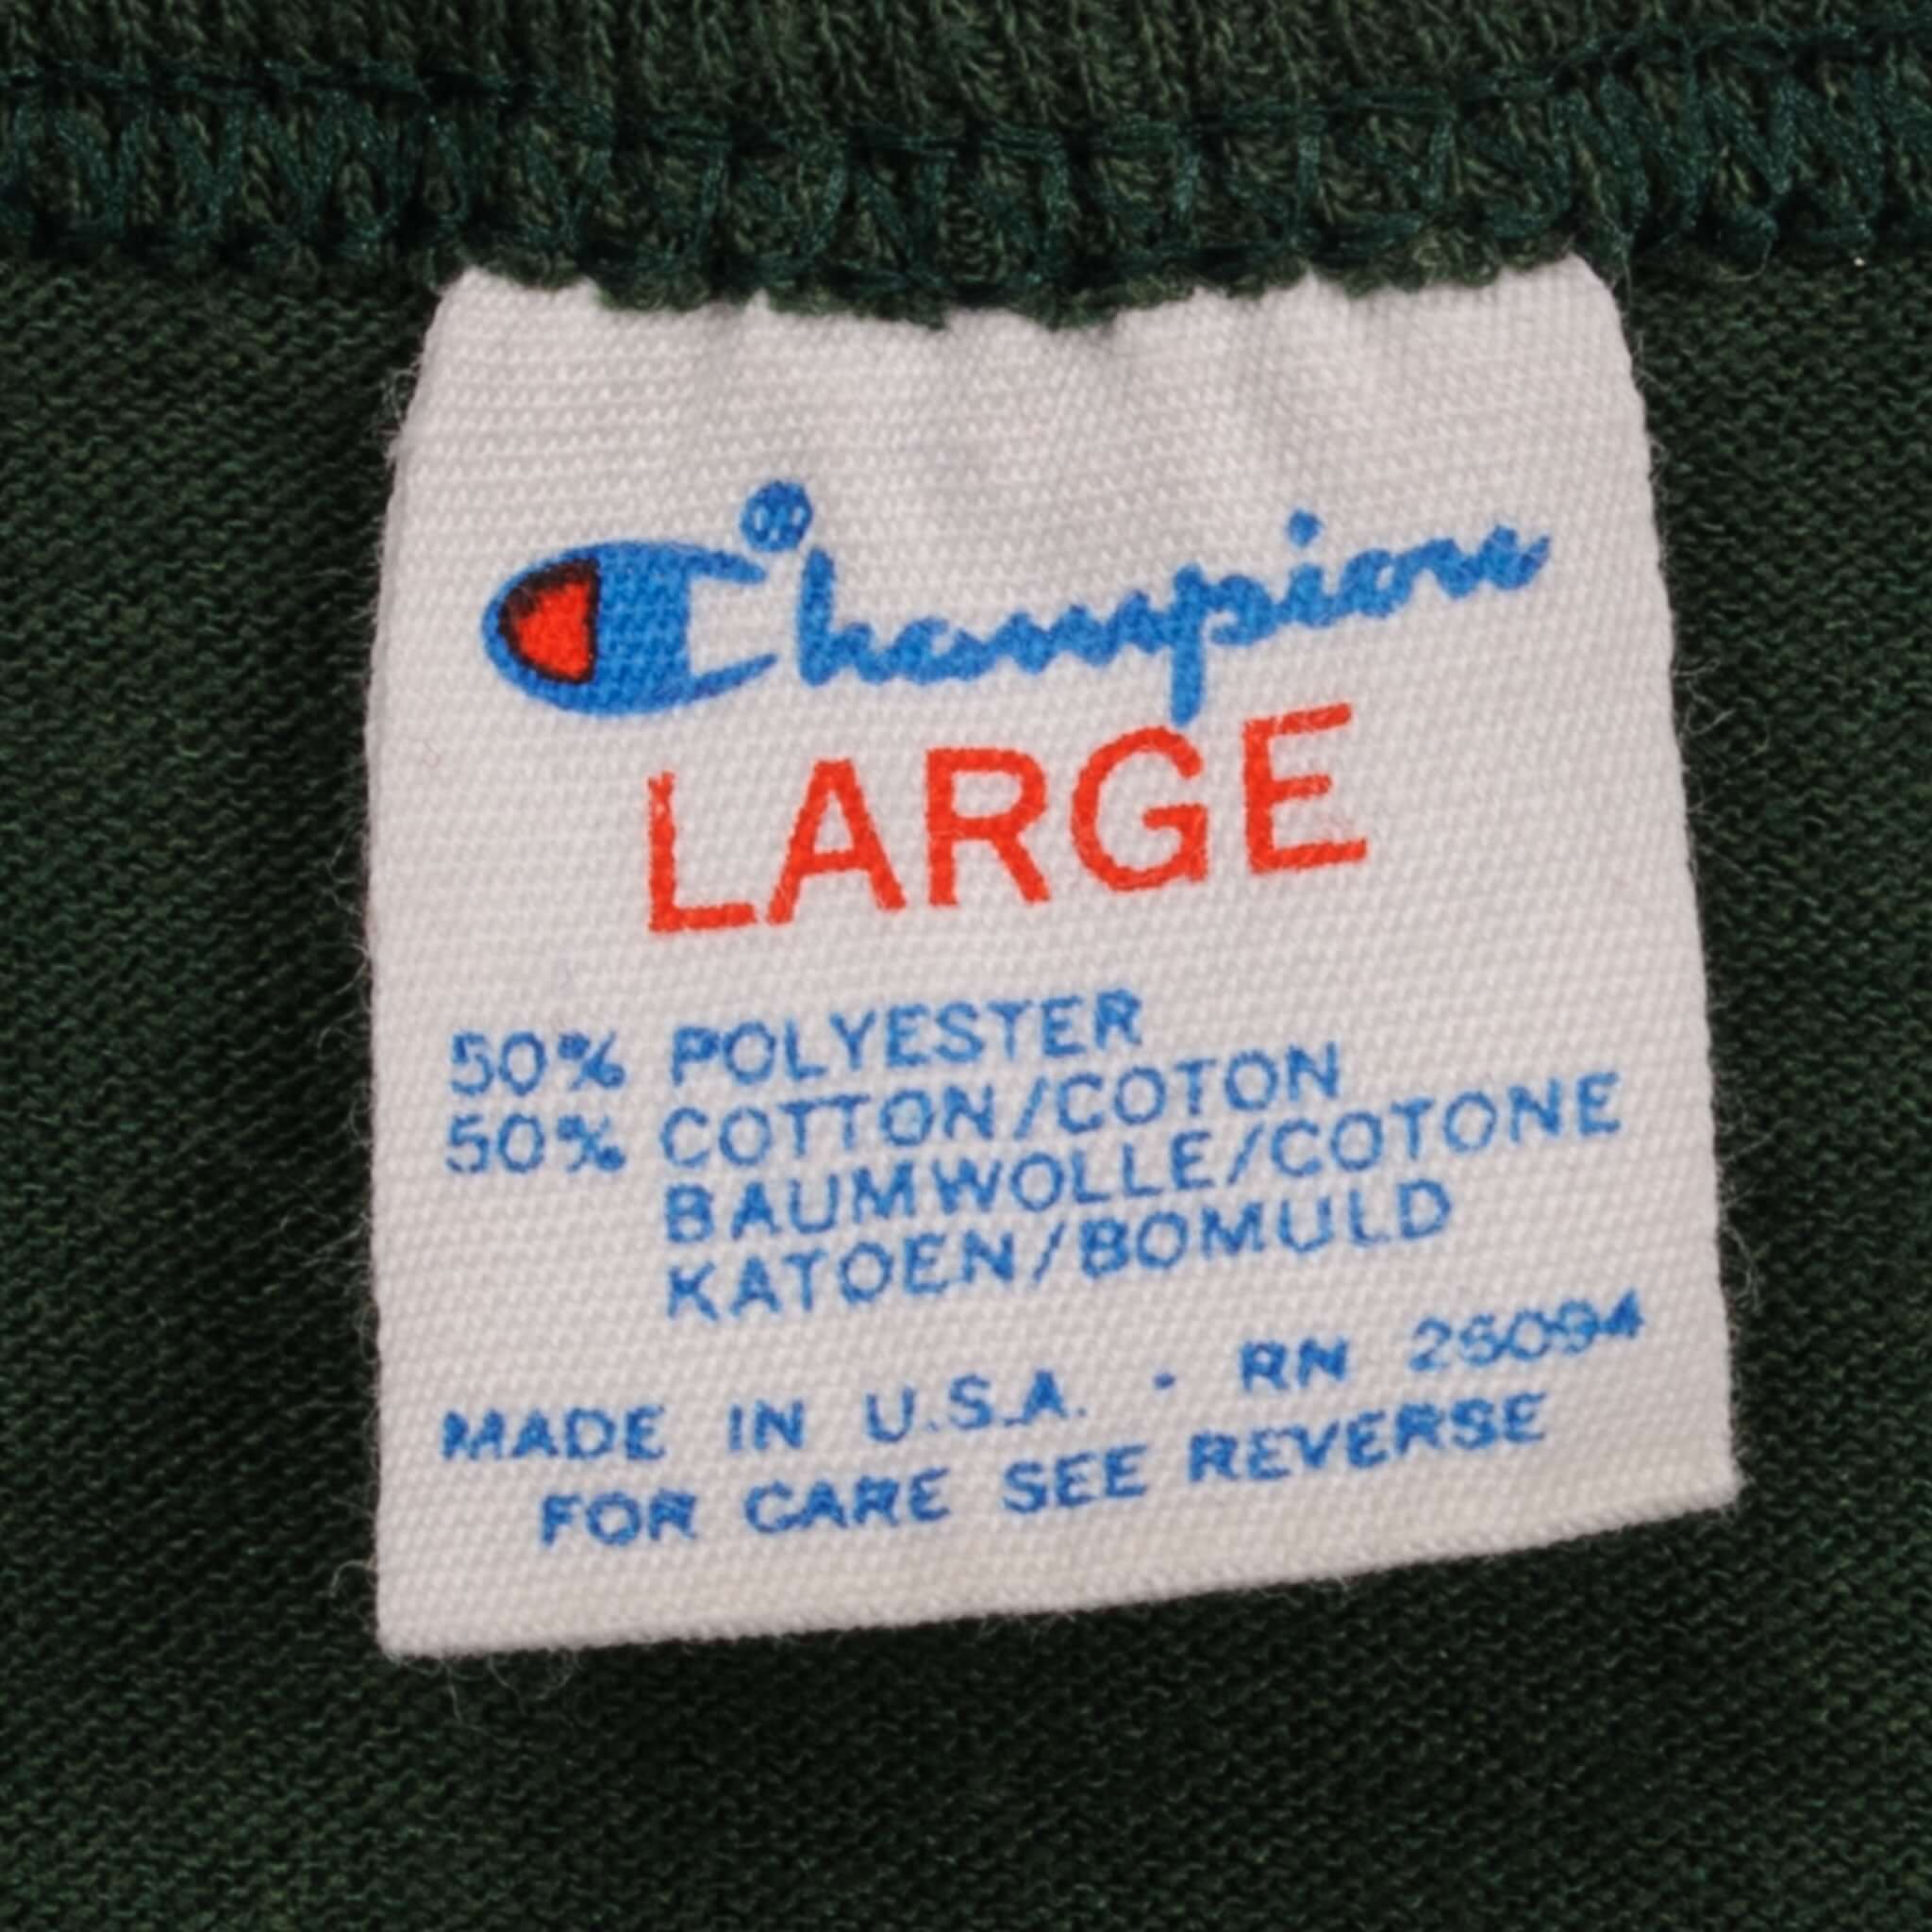 Champion
LARGE
50% POLYESTER
50% COTTON/COTON
BAUMWOLLE/COTONE
KATOEN/BOMULD
MADE IN U.S.A. - RN 26094
FOR CARE SEE REVERSE